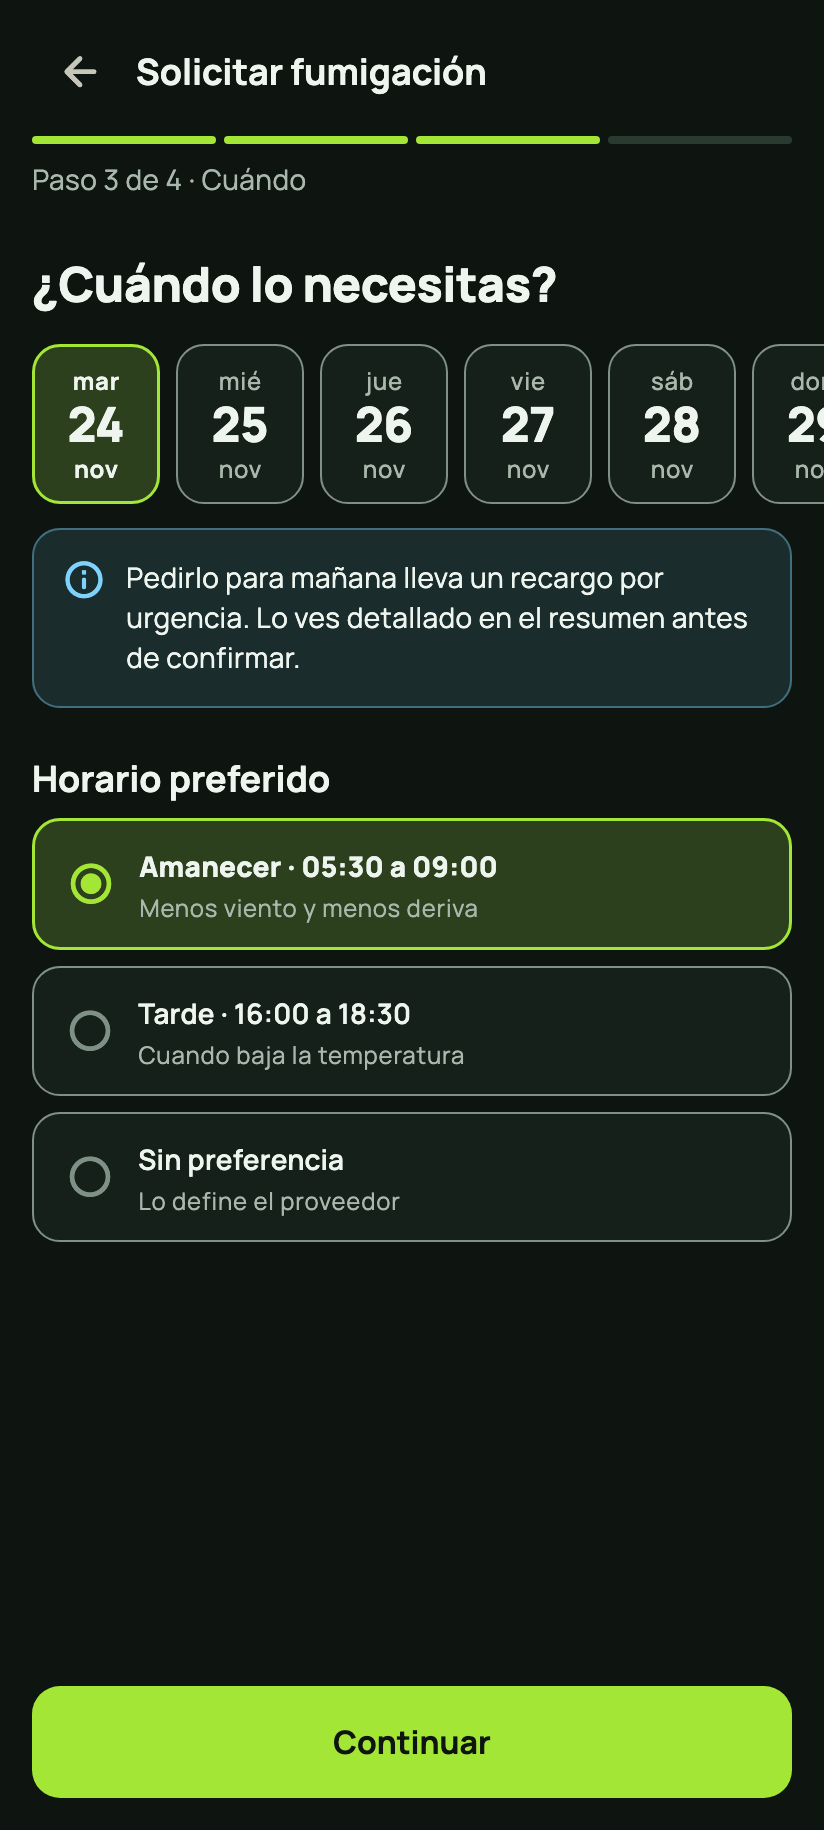 Solicitar fumigación
Paso 3 de 4 · Cuándo
¿Cuándo lo necesitas?
mar mié jue vie sáb
24 25 26 27 28
nov nov nov nov nov
Pedirlo para mañana lleva un recargo por
urgencia. Lo ves detallado en el resumen antes
de confirmar.
Horario preferido
Amanecer · 05:30 a 09:00
Menos viento y menos deriva
Tarde · 16:00 a 18:30
Cuando baja la temperatura
Sin preferencia
Lo define el proveedor
Continuar